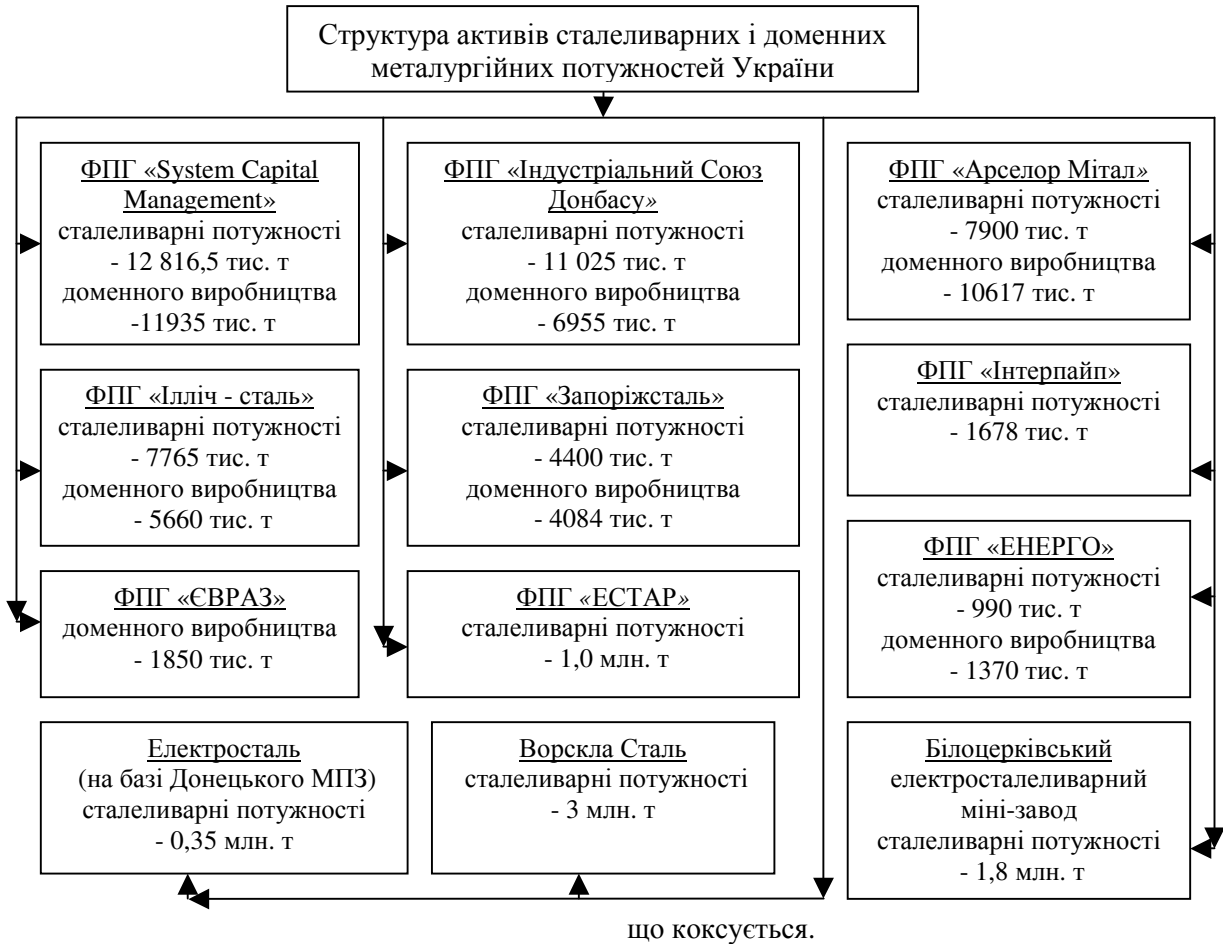 Структура активів сталеливарних і доменних
металургійних потужностей України
ФПГ «System Capital
Management»
сталеливарні потужності
- 12 816,5 тис. т
доменного виробництва
-11935 тис. т
ФПГ «Індустріальний Союз
Донбасу»
сталеливарні потужності
- 11 025 тис. т
доменного виробництва
- 6955 тис. т
ФПГ «Арселор Мітал»
сталеливарні потужності
- 7900 тис. т
доменного виробництва
- 10617 тис. т
ФПГ «Ілліч - сталь»
сталеливарні потужності
- 7765 тис. т
доменного виробництва
- 5660 тис. т
ФПГ «Запоріжсталь»
сталеливарні потужності
- 4400 тис. т
доменного виробництва
- 4084 тис. т
ФПГ «Інтерпайп»
сталеливарні потужності
- 1678 тис. т
ФПГ «ЄВРАЗ»
доменного виробництва
- 1850 тис. т
ФПГ «ЕСТАР»
сталеливарні потужності
- 1,0 млн. т
ФПГ «ЕНЕРГО»
сталеливарні потужності
- 990 тис. т
доменного виробництва
- 1370 тис. т
Електросталь
(на базі Донецького МПЗ)
сталеливарні потужності
- 0,35 млн. т
Ворскла Сталь
сталеливарні потужності
- 3 млн. т
Білоцерківський
електросталеливарний
міні-завод
сталеливарні потужності
- 1,8 млн. т
що коксується.